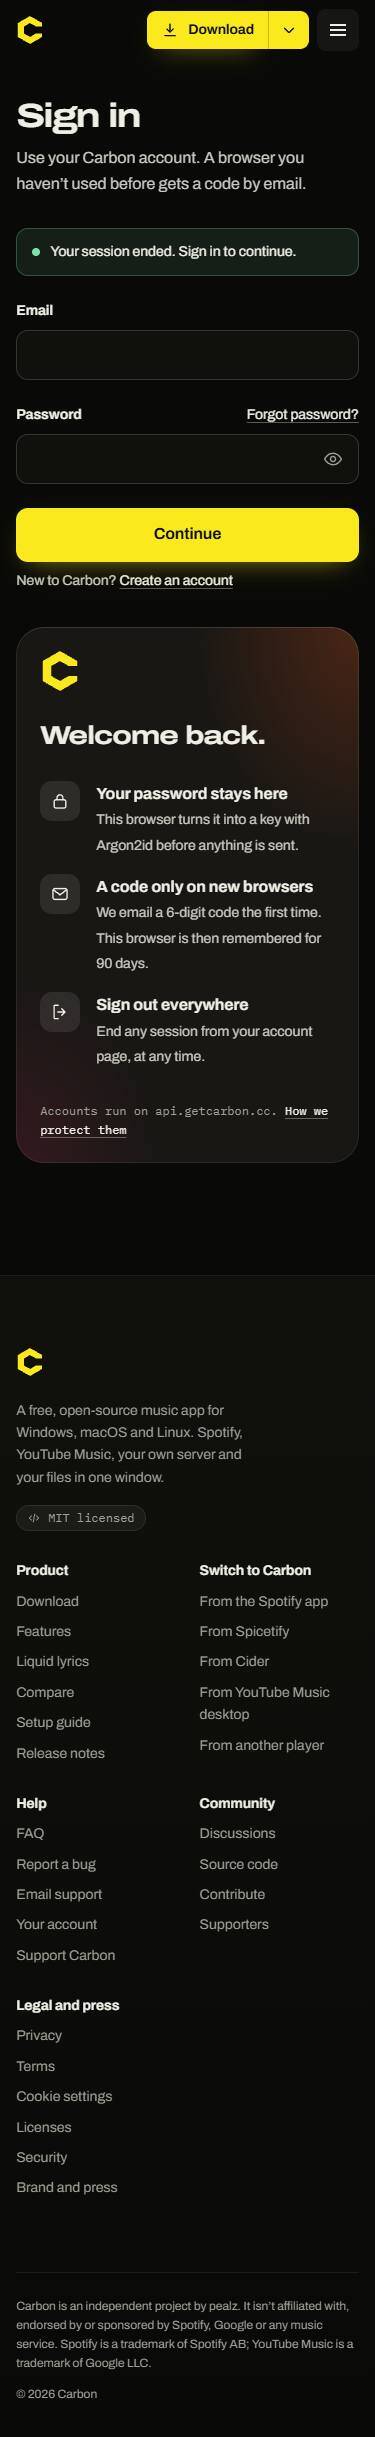 Download
Sign in
Use your Carbon account. A browser you
haven’t used before gets a code by email.
Your session ended. Sign in to continue.
Email
Password
Forgot password?
Continue
New to Carbon? Create an account
Welcome back.
Your password stays here
This browser turns it into a key with
Argon2id before anything is sent.
A code only on new browsers
We email a 6-digit code the first time.
This browser is then remembered for
90 days.
Sign out everywhere
End any session from your account
page, at any time.
Accounts run on api.getcarbon.cc. How we
protect them
A free, open-source music app for
Windows, macOS and Linux. Spotify,
YouTube Music, your own server and
your files in one window.
MIT licensed
Product
Download
Features
Liquid lyrics
Compare
Setup guide
Release notes
Switch to Carbon
From the Spotify app
From Spicetify
From Cider
From YouTube Music
desktop
From another player
Help
FAQ
Report a bug
Email support
Your account
Support Carbon
Community
Discussions
Source code
Contribute
Supporters
Legal and press
Privacy
Terms
Cookie settings
Licenses
Security
Brand and press
Carbon is an independent project by pealz. It isn’t affiliated with,
endorsed by or sponsored by Spotify, Google or any music
service. Spotify is a trademark of Spotify AB; YouTube Music is a
trademark of Google LLC.
© 2026 Carbon